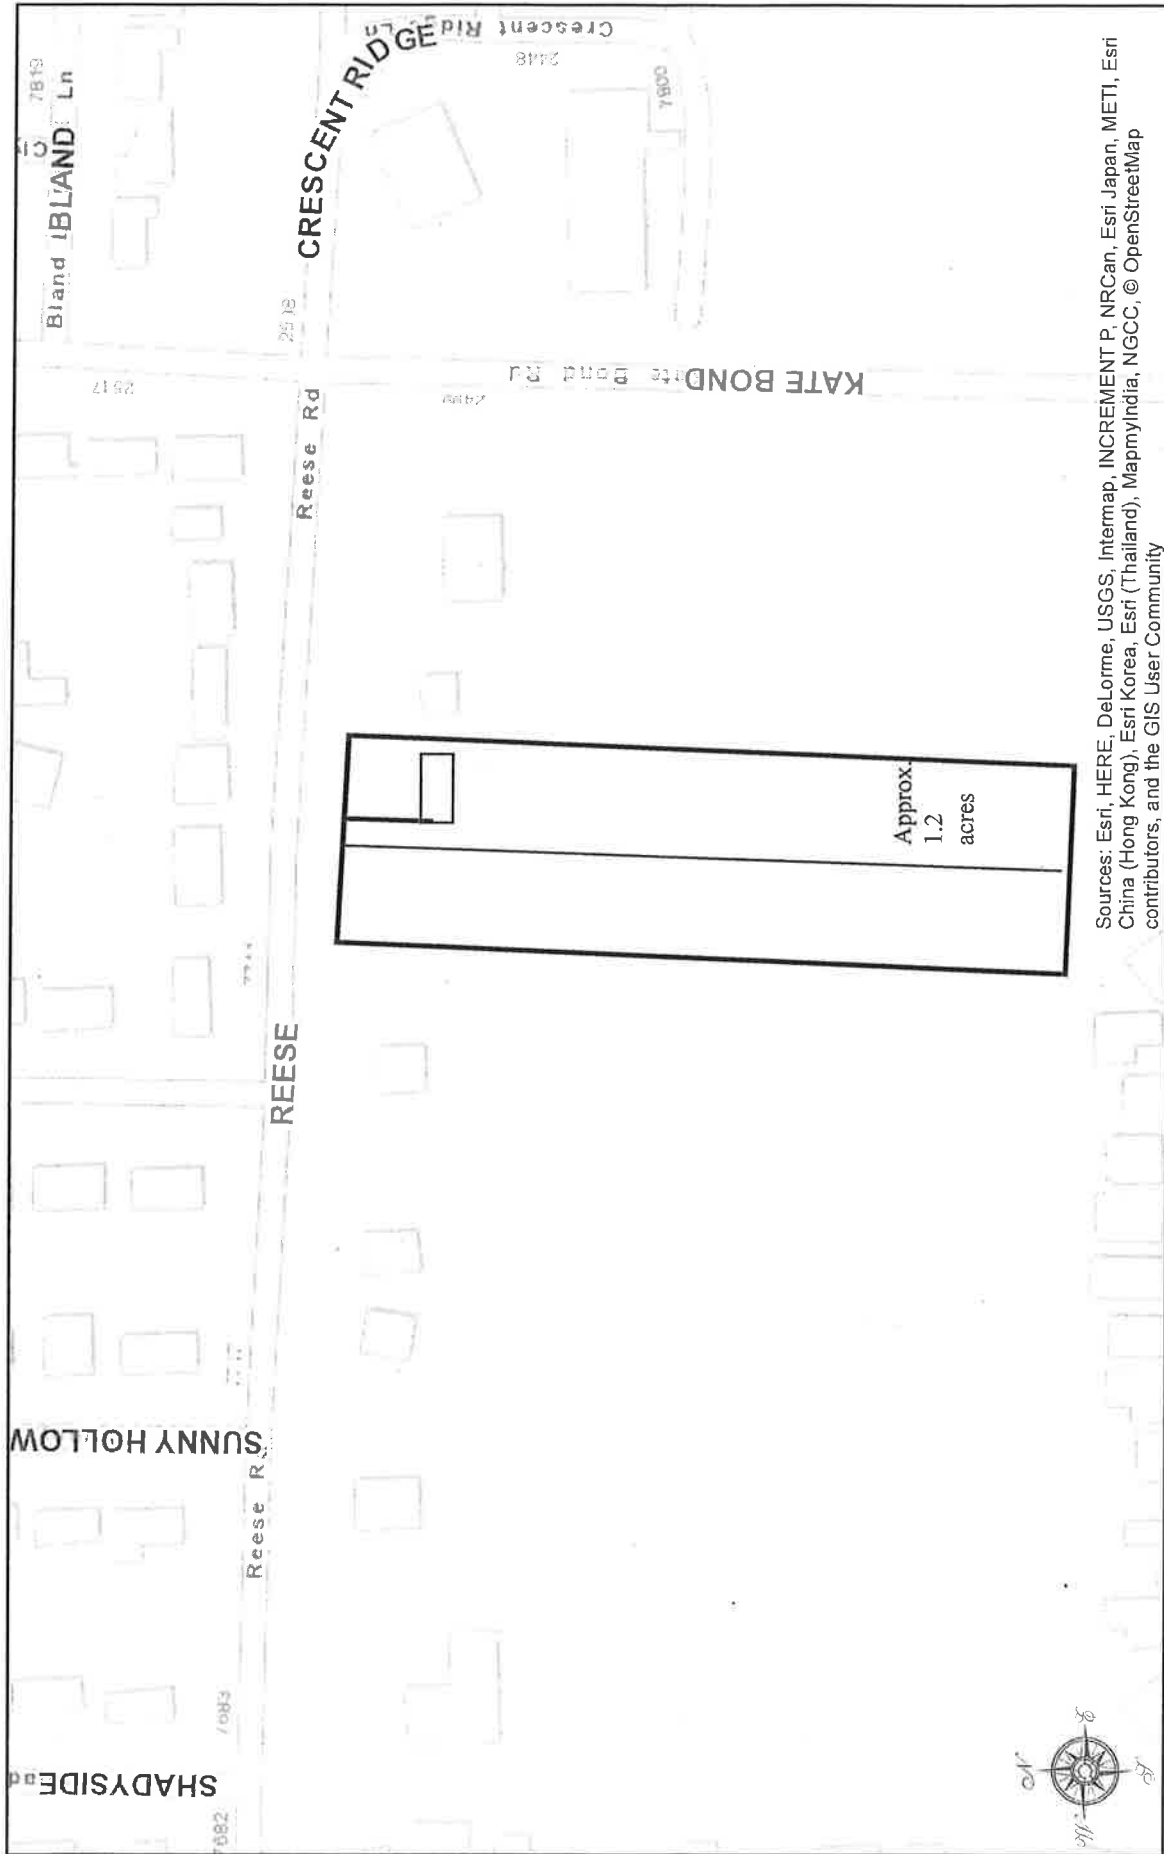 SHADYSIDE
7682
7683
SUNNY HOLLOW
Reese R
REESE
Reese Rd
2517
2538
Bland
BLAND Ln
7819
CRESCENT RIDGE
Crescent Rid
Ln
2448
7900
Bond Rd
KATE BOND
2499
Approx.
1.2
acres
N
Sources: Esri, HERE, DeLorme, USGS, Intermap, INCREMENT P, NRCan, Esri Japan, METI, Esri
China (Hong Kong), Esri Korea, Esri (Thailand), MapmyIndia, NGCC, © OpenStreetMap
contributors, and the GIS User Community